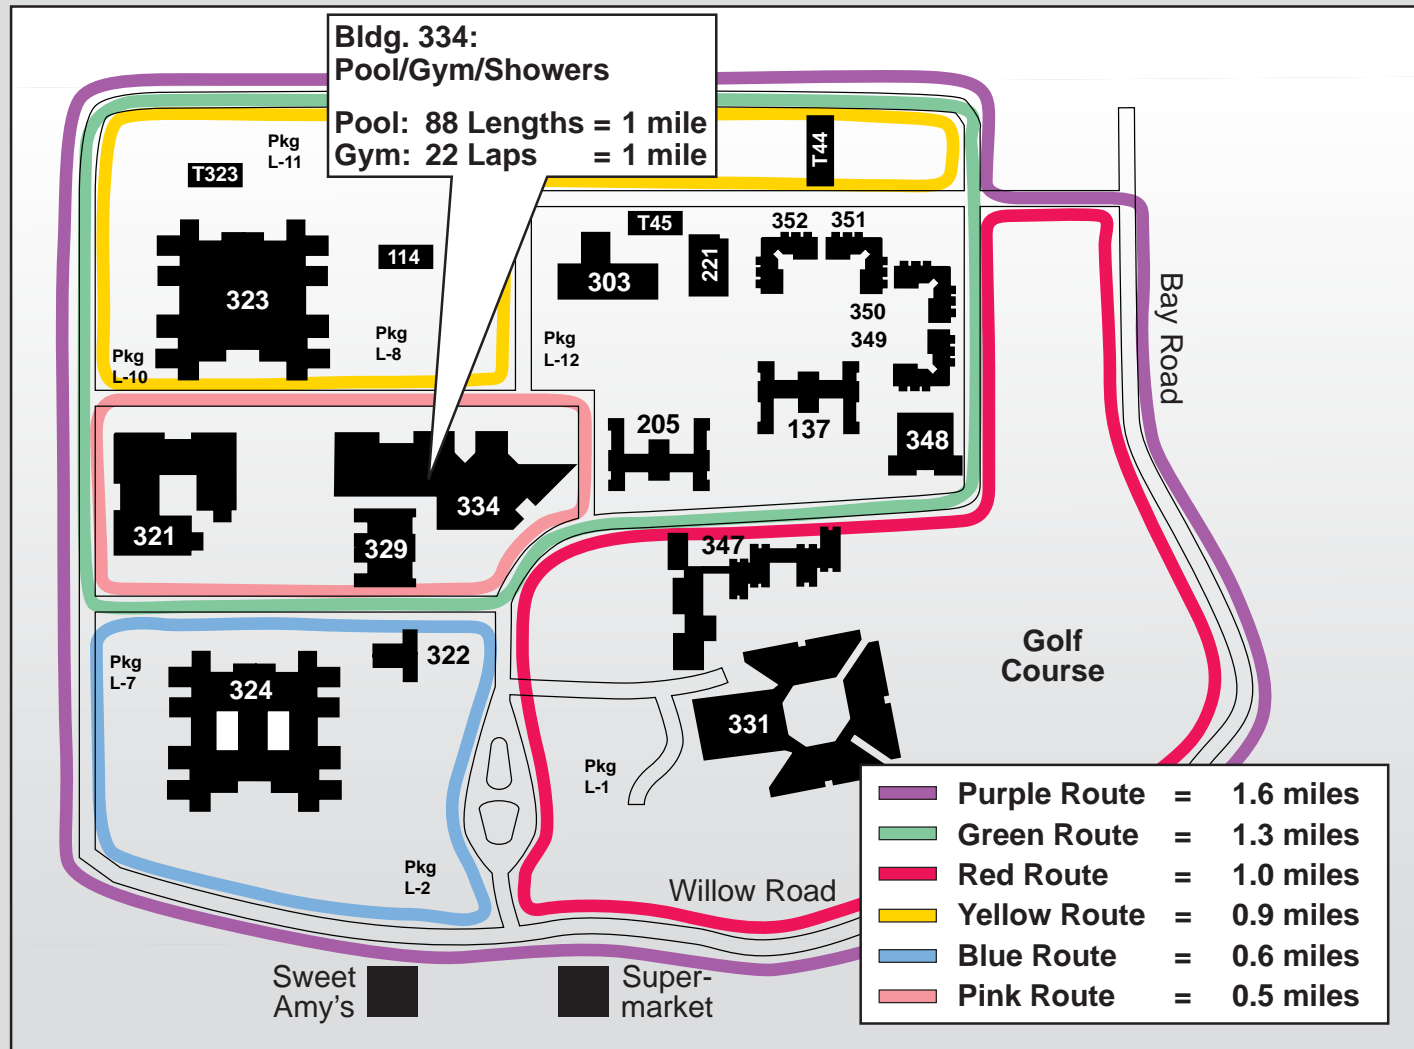 Bldg. 334:
Pool/Gym/Showers
Pool: 88 Lengths = 1 mile
Gym: 22 Laps = 1 mile
Pkg
L-11
T323
T44
114
323
Pkg
L-8
Pkg
L-10
T45
303
221
352
351
350
349
Pkg
L-12
205
137
348
Bay Road
321
334
329
347
Golf
Course
Pkg
L-7
322
324
331
Pkg
L-1
Pkg
L-2
Willow Road
Sweet
Amy's
Super-
market
Purple Route = 1.6 miles
Green Route = 1.3 miles
Red Route = 1.0 miles
Yellow Route = 0.9 miles
Blue Route = 0.6 miles
Pink Route = 0.5 miles